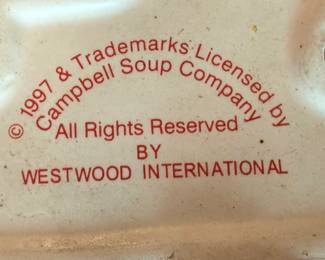 © 1997 & Trademarks Licensed by
Campbell Soup Company
All Rights Reserved
BY
WESTWOOD INTERNATIONAL